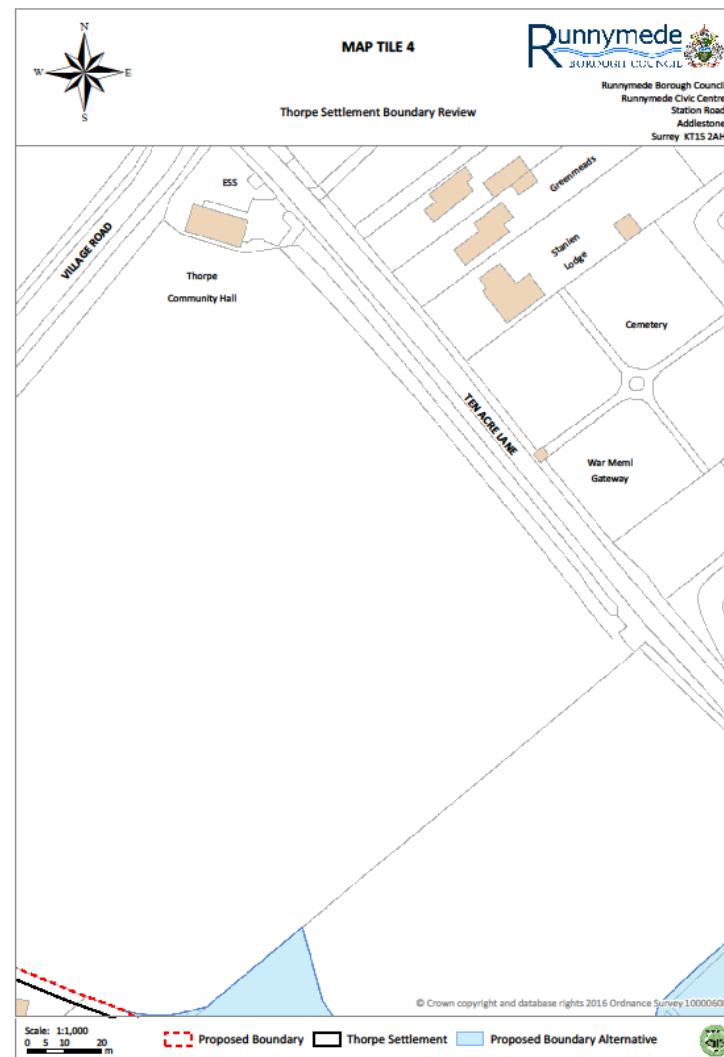 N
W E
S
MAP TILE 4
Thorpe Settlement Boundary Review
Runnymede
BOROUGH COUNCIL
Runnymede Borough Council
Runnymede Civic Centre
Station Road
Addlestone
Surrey KT15 2AH
ESS
VILLAGE ROAD
Thorpe
Community Hall
Greenmeads
Stanlen
Lodge
Cemetery
TEN ACRE LANE
War Meml
Gateway
© Crown copyright and database rights 2016 Ordnance Survey 1000060
Scale: 1:1,000
0 5 10 20
m
Proposed Boundary
Thorpe Settlement
Proposed Boundary Alternative